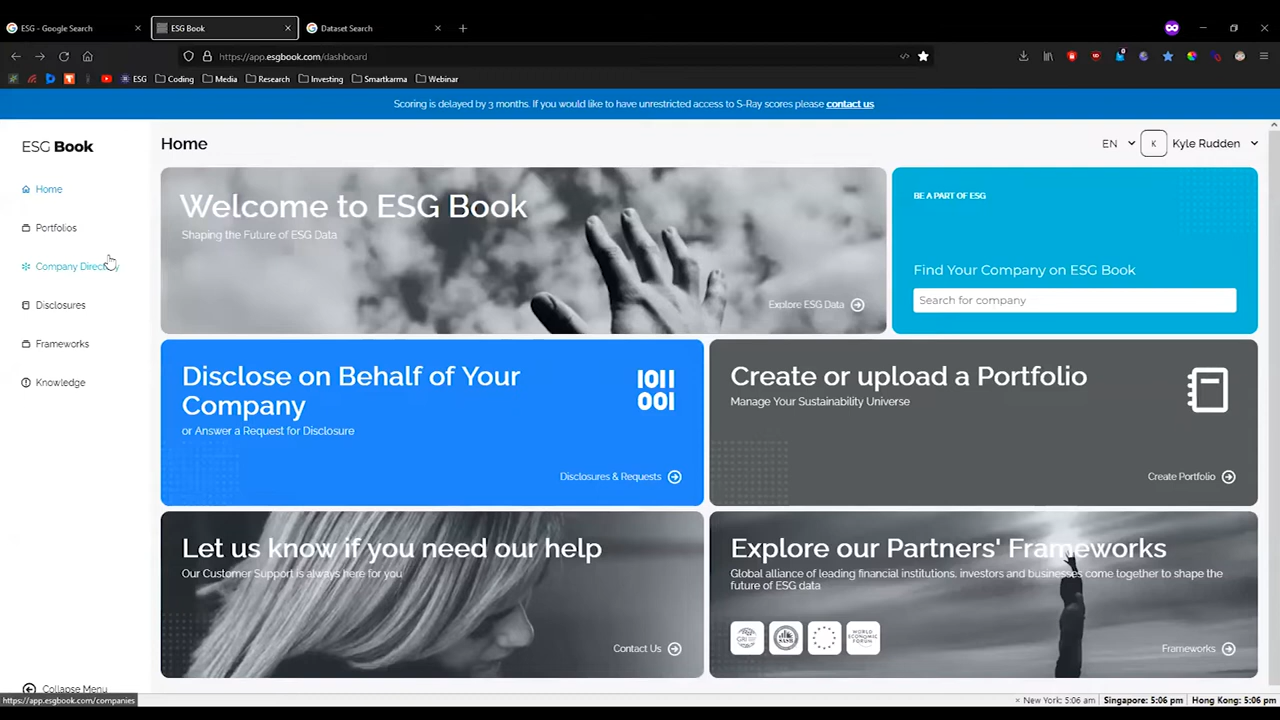 ESG - Google Search
ESG Book
Dataset Search
https://app.esgbook.com/dashboard
ESG
Coding
Media
Research
Investing
Smartkarma
Webinar
Scoring is delayed by 3 months. If you would like to have unrestricted access to S-Ray scores please contact us.
ESG Book
Home
Portfolios
Company Directory
Disclosures
Frameworks
Knowledge
Collapse Menu
Home
EN
K
Kyle Rudden
Welcome to ESG Book
Shaping the Future of ESG Data
Explore ESG Data
BE A PART OF ESG
Find Your Company on ESG Book
Search for company
Disclose on Behalf of Your
Company
or Answer a Request for Disclosure
1011
001
Disclosures & Requests
Create or upload a Portfolio
Manage Your Sustainability Universe
Create Portfolio
Let us know if you need our help
Our Customer Support is always here for you
Contact Us
Explore our Partners' Frameworks
Global alliance of leading financial institutions, investors and businesses come together to shape the
future of ESG data
GRI
SASB
WORLD
ECONOMIC
FORUM
Frameworks
https://app.esgbook.com/companies
× New York: 5:06 am
Singapore: 5:06 pm
Hong Kong: 5:06 pm